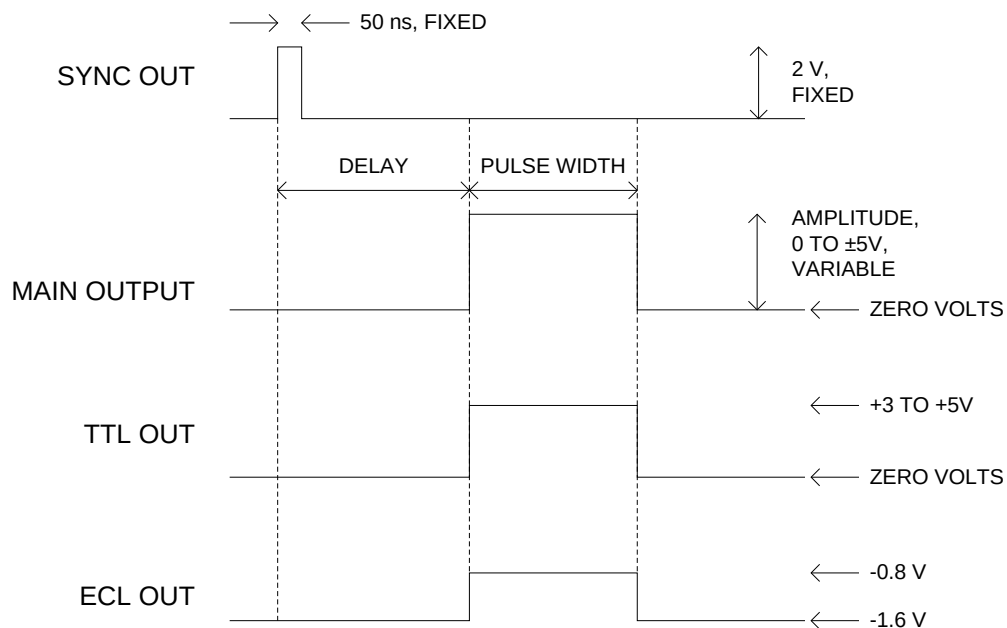 50 ns, FIXED
SYNC OUT
2 V,
FIXED
DELAY
PULSE WIDTH
AMPLITUDE,
0 TO ±5V,
VARIABLE
MAIN OUTPUT
ZERO VOLTS
+3 TO +5V
TTL OUT
ZERO VOLTS
-0.8 V
ECL OUT
-1.6 V